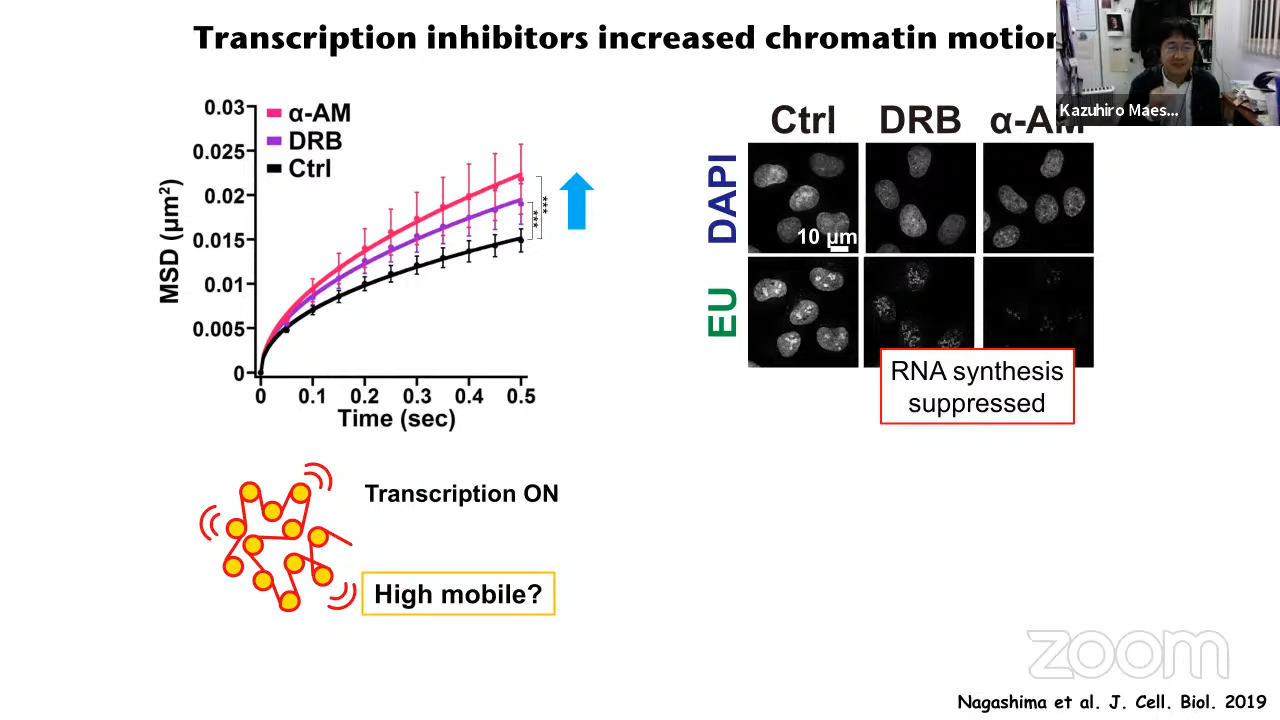 Transcription inhibitors increased chromatin motion
Kazuhiro Maes...
0.03
0.025
0.02
0.015
0.01
0.005
0
MSD (µm²)
α-AM
DRB
Ctrl
***
***
0 0.1 0.2 0.3 0.4 0.5
Time (sec)
Ctrl DRB α-AM
DAPI
10 µm
EU
RNA synthesis
suppressed
Transcription ON
High mobile?
zoom
Nagashima et al. J. Cell. Biol. 2019